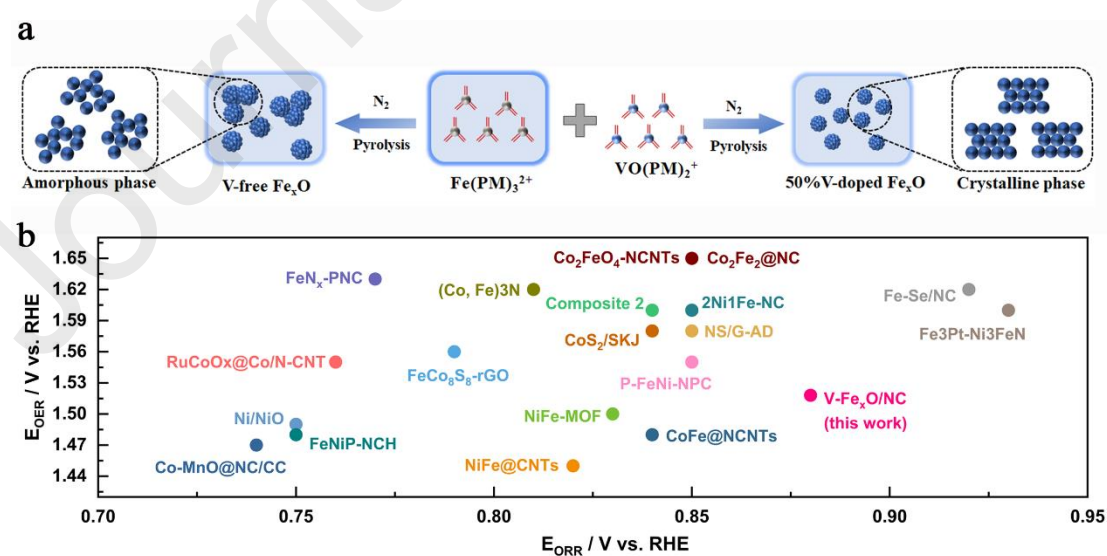 Journal
a
N2
Pyrolysis
N2
Pyrolysis
Amorphous phase
V-free FexO
Fe(PM)3^2+
VO(PM)2^+
50%V-doped FexO
Crystalline phase
b
1.65
1.62
1.59
1.56
1.53
1.50
1.47
1.44
EOER / V vs. RHE
Co2FeO4-NCNTs
Co2Fe2@NC
FeNx-PNC
(Co, Fe)3N
Fe-Se/NC
Composite 2
2Ni1Fe-NC
CoS2/SKJ
NS/G-AD
Fe3Pt-Ni3FeN
RuCoOx@Co/N-CNT
FeCo8S8-rGO
P-FeNi-NPC
V-FexO/NC
(this work)
Ni/NiO
NiFe-MOF
FeNiP-NCH
CoFe@NCNTs
Co-MnO@NC/CC
NiFe@CNTs
0.70
0.75
0.80
0.85
0.90
0.95
EORR / V vs. RHE